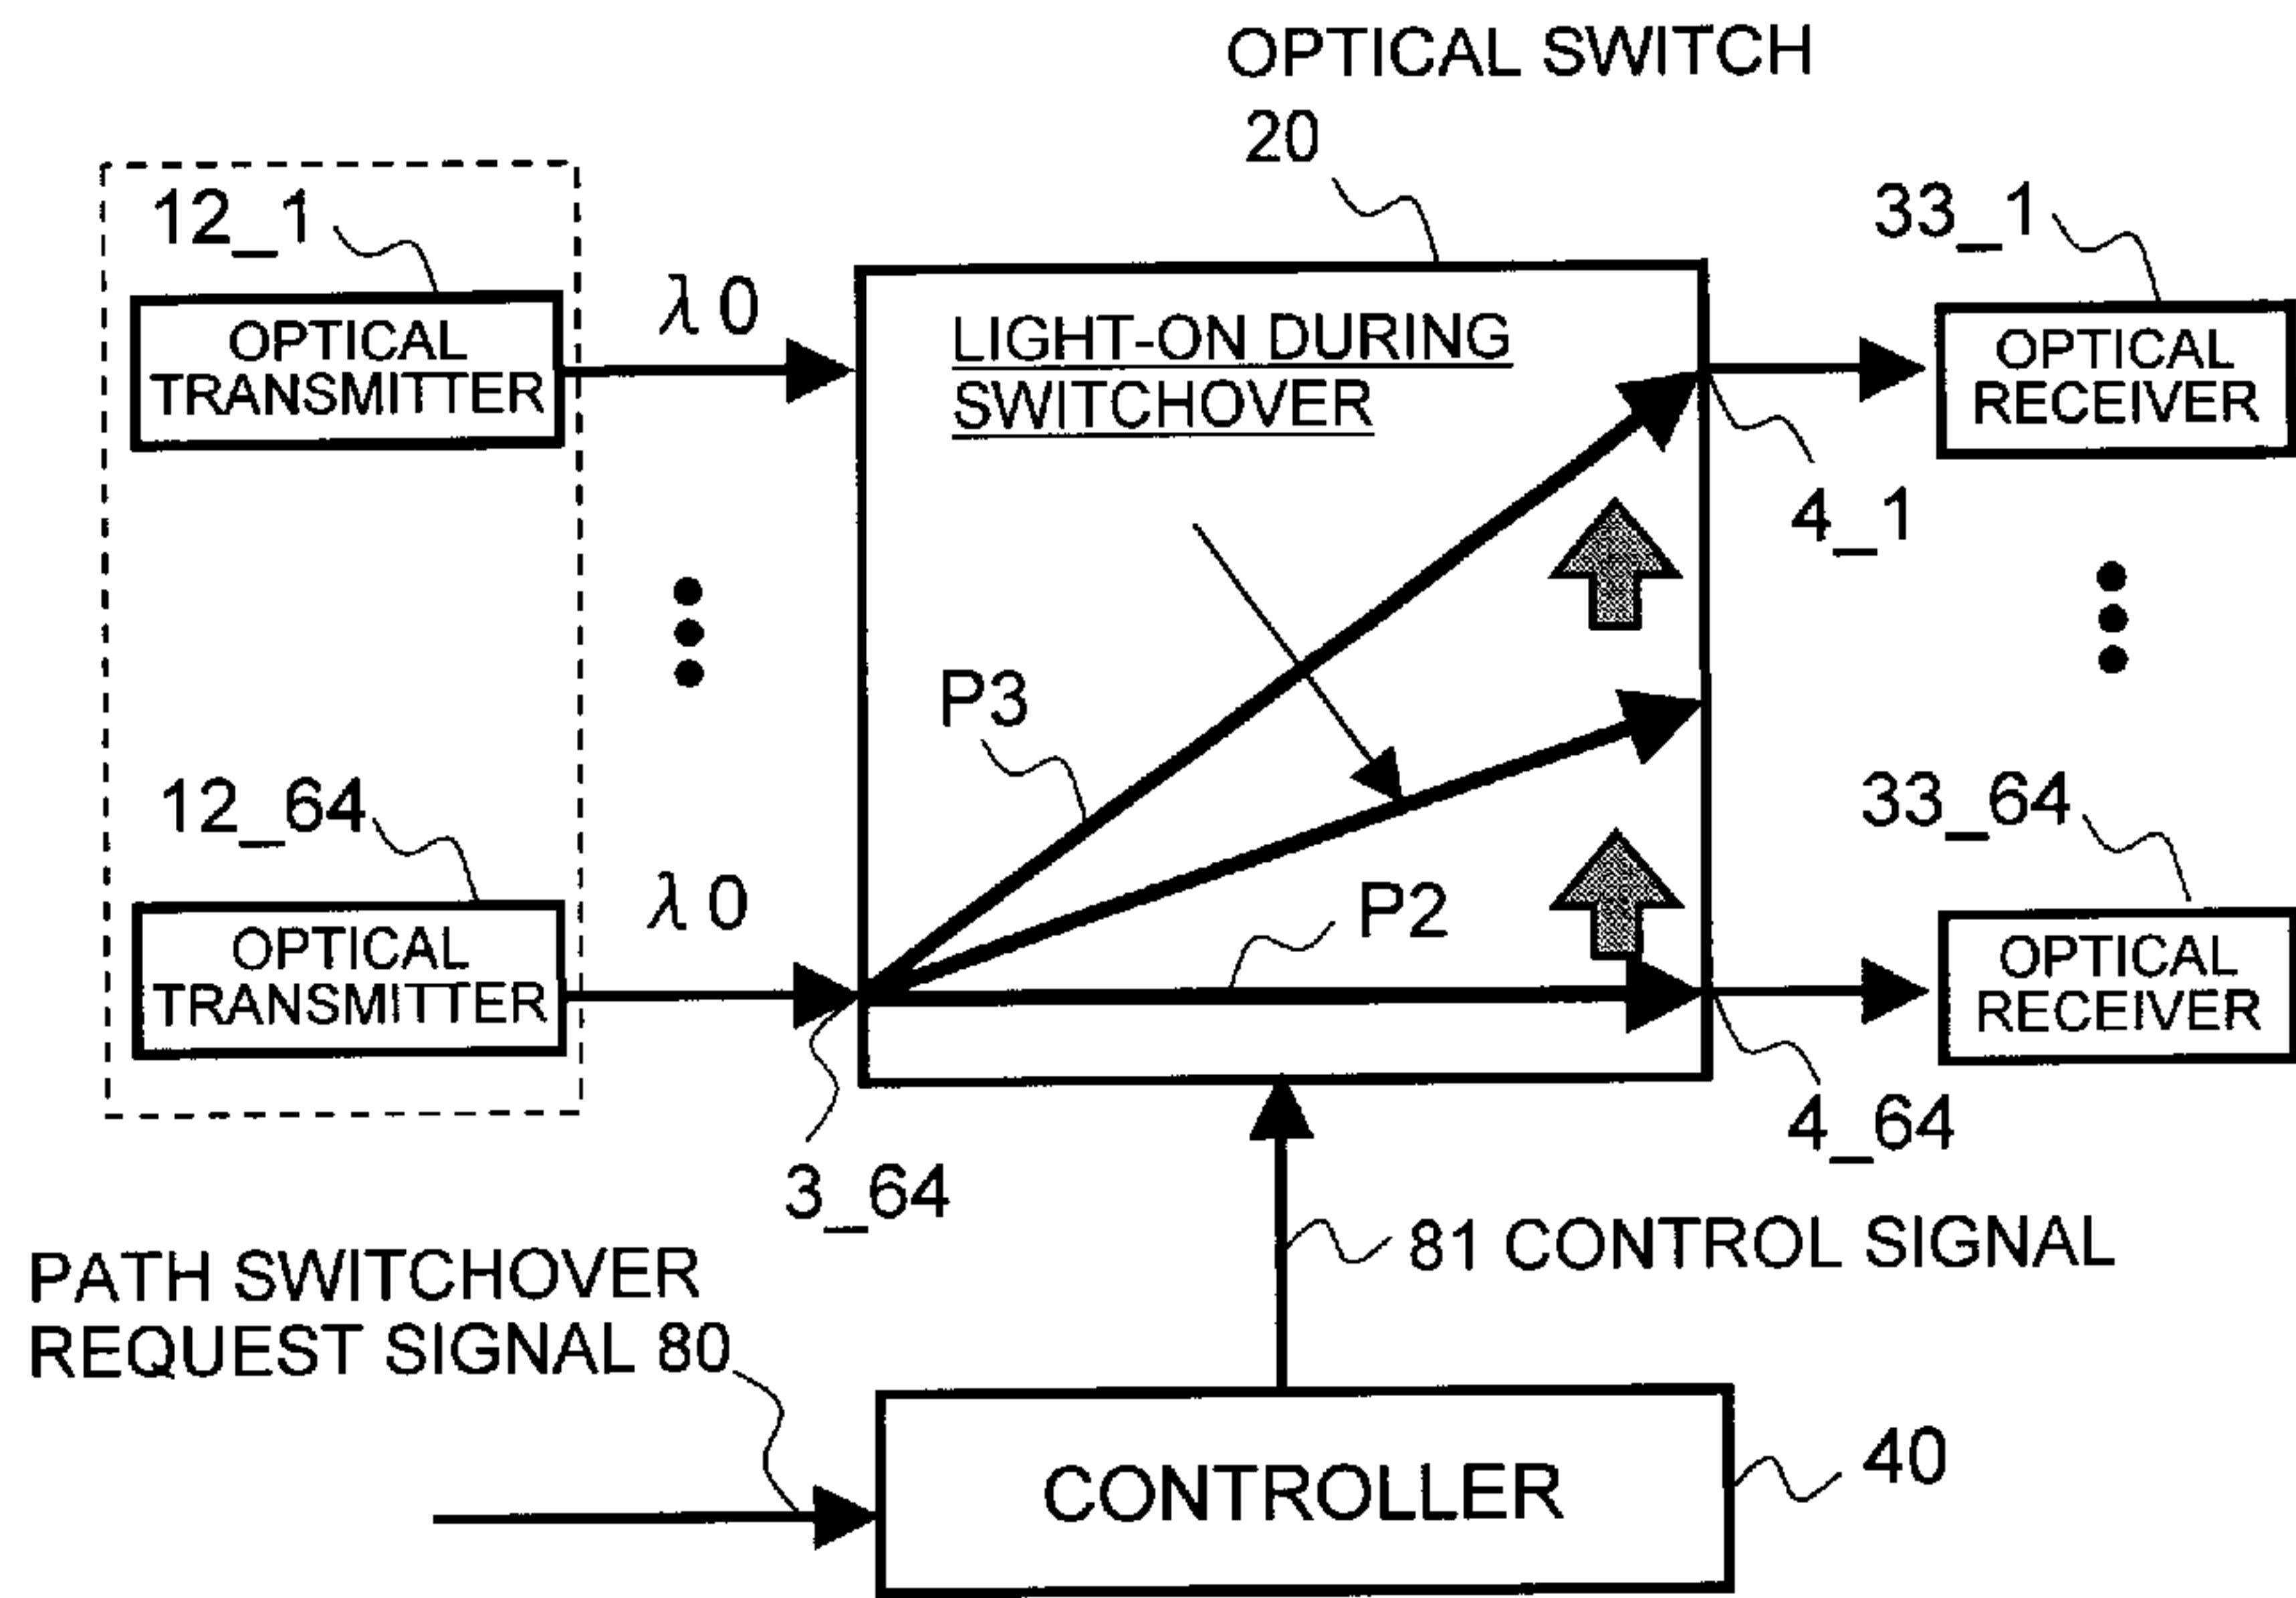 OPTICAL SWITCH
20
12_1
33_1
λ0
OPTICAL
TRANSMITTER
LIGHT-ON DURING
SWITCHOVER
OPTICAL
RECEIVER
4_1
P3
12_64
33_64
λ0
P2
OPTICAL
TRANSMITTER
OPTICAL
RECEIVER
4_64
3_64
81 CONTROL SIGNAL
PATH SWITCHOVER
REQUEST SIGNAL 80
CONTROLLER
40